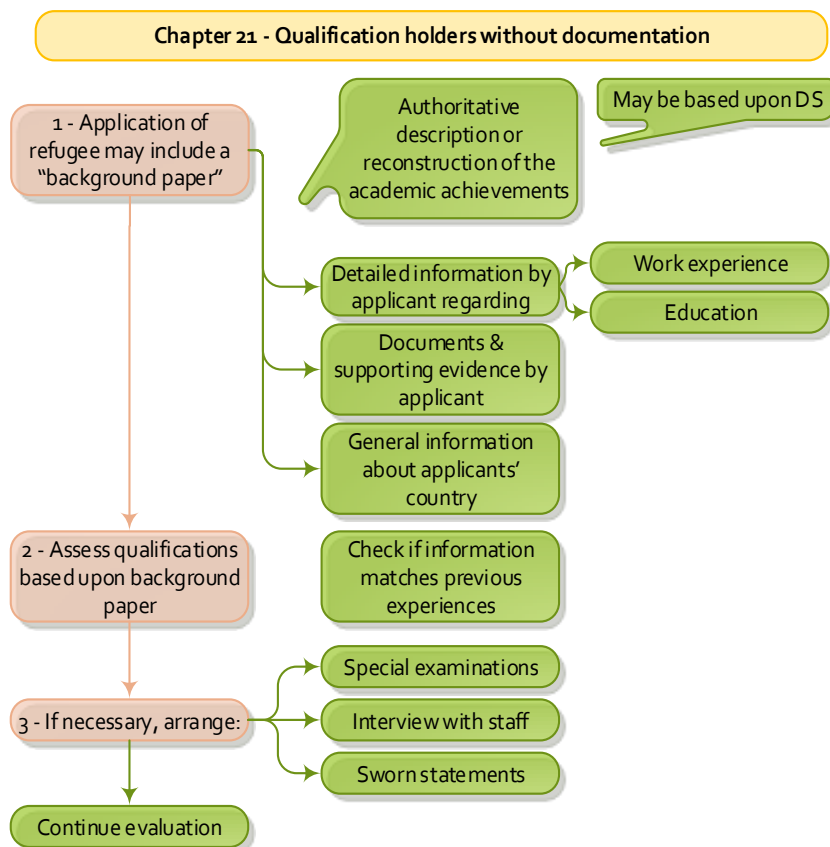 Chapter 21 - Qualification holders without documentation
1 - Application of
refugee may include a
“background paper”
Authoritative
description or
reconstruction of the
academic achievements
May be based upon DS
Detailed information by
applicant regarding
Work experience
Education
Documents &
supporting evidence by
applicant
General information
about applicants’
country
2 - Assess qualifications
based upon background
paper
Check if information
matches previous
experiences
3 - If necessary, arrange:
Special examinations
Interview with staff
Sworn statements
Continue evaluation